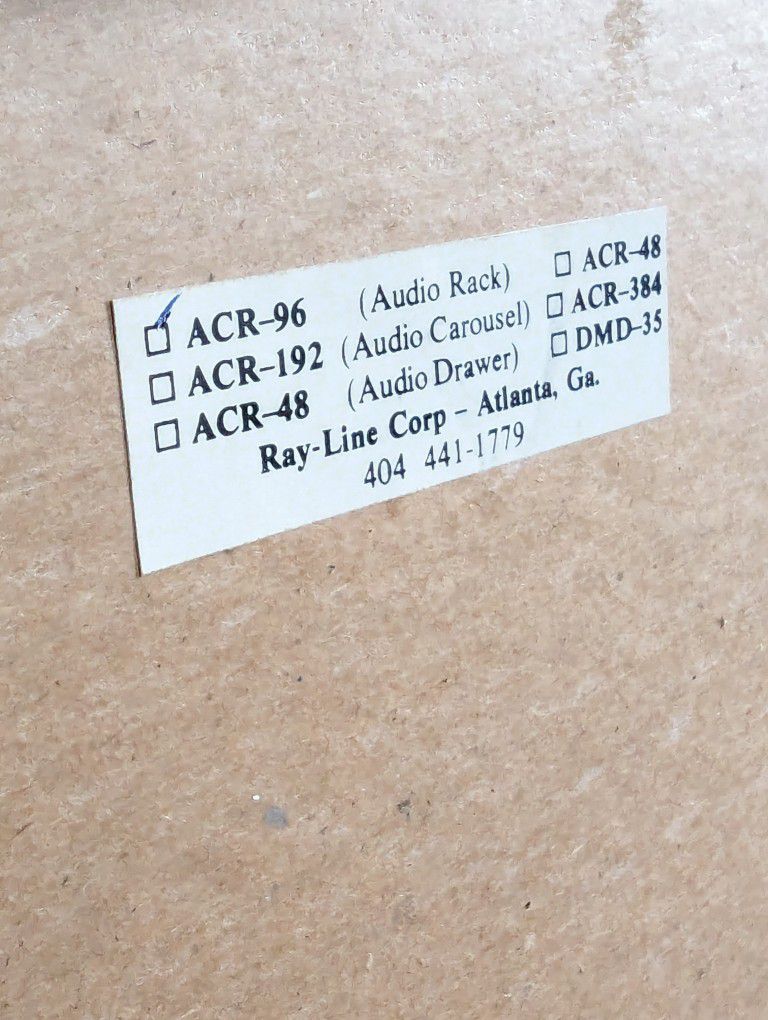 ☑ ACR-96 (Audio Rack) ☐ ACR-48
☐ ACR-192 (Audio Carousel) ☐ ACR-384
☐ ACR-48 (Audio Drawer) ☐ DMD-35
Ray-Line Corp - Atlanta, Ga.
404 441-1779